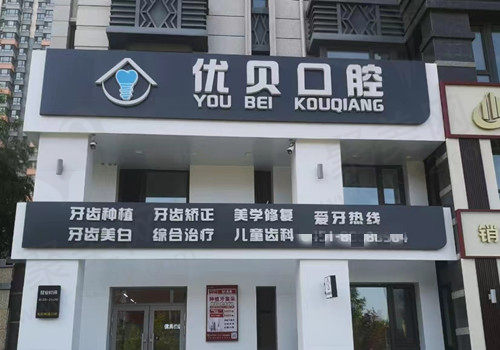 优贝口腔
YOU BEI KOUQIANG
牙齿种植 牙齿矫正 美学修复 爱牙热线
牙齿美白 综合治疗 儿童齿科
销